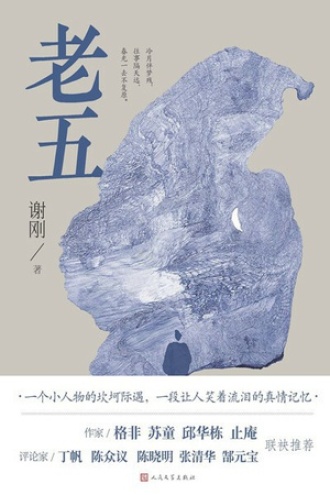 老五
谢刚/著
冷月伴梦残，
往事隔天远，
春光一去不复原。
·一个小人物的坎坷际遇，一段让人笑着流泪的真情记忆·
作家/格非 苏童 邱华栋 止庵
评论家/丁帆 陈众议 陈晓明 张清华 郜元宝
联袂推荐
人民文学出版社